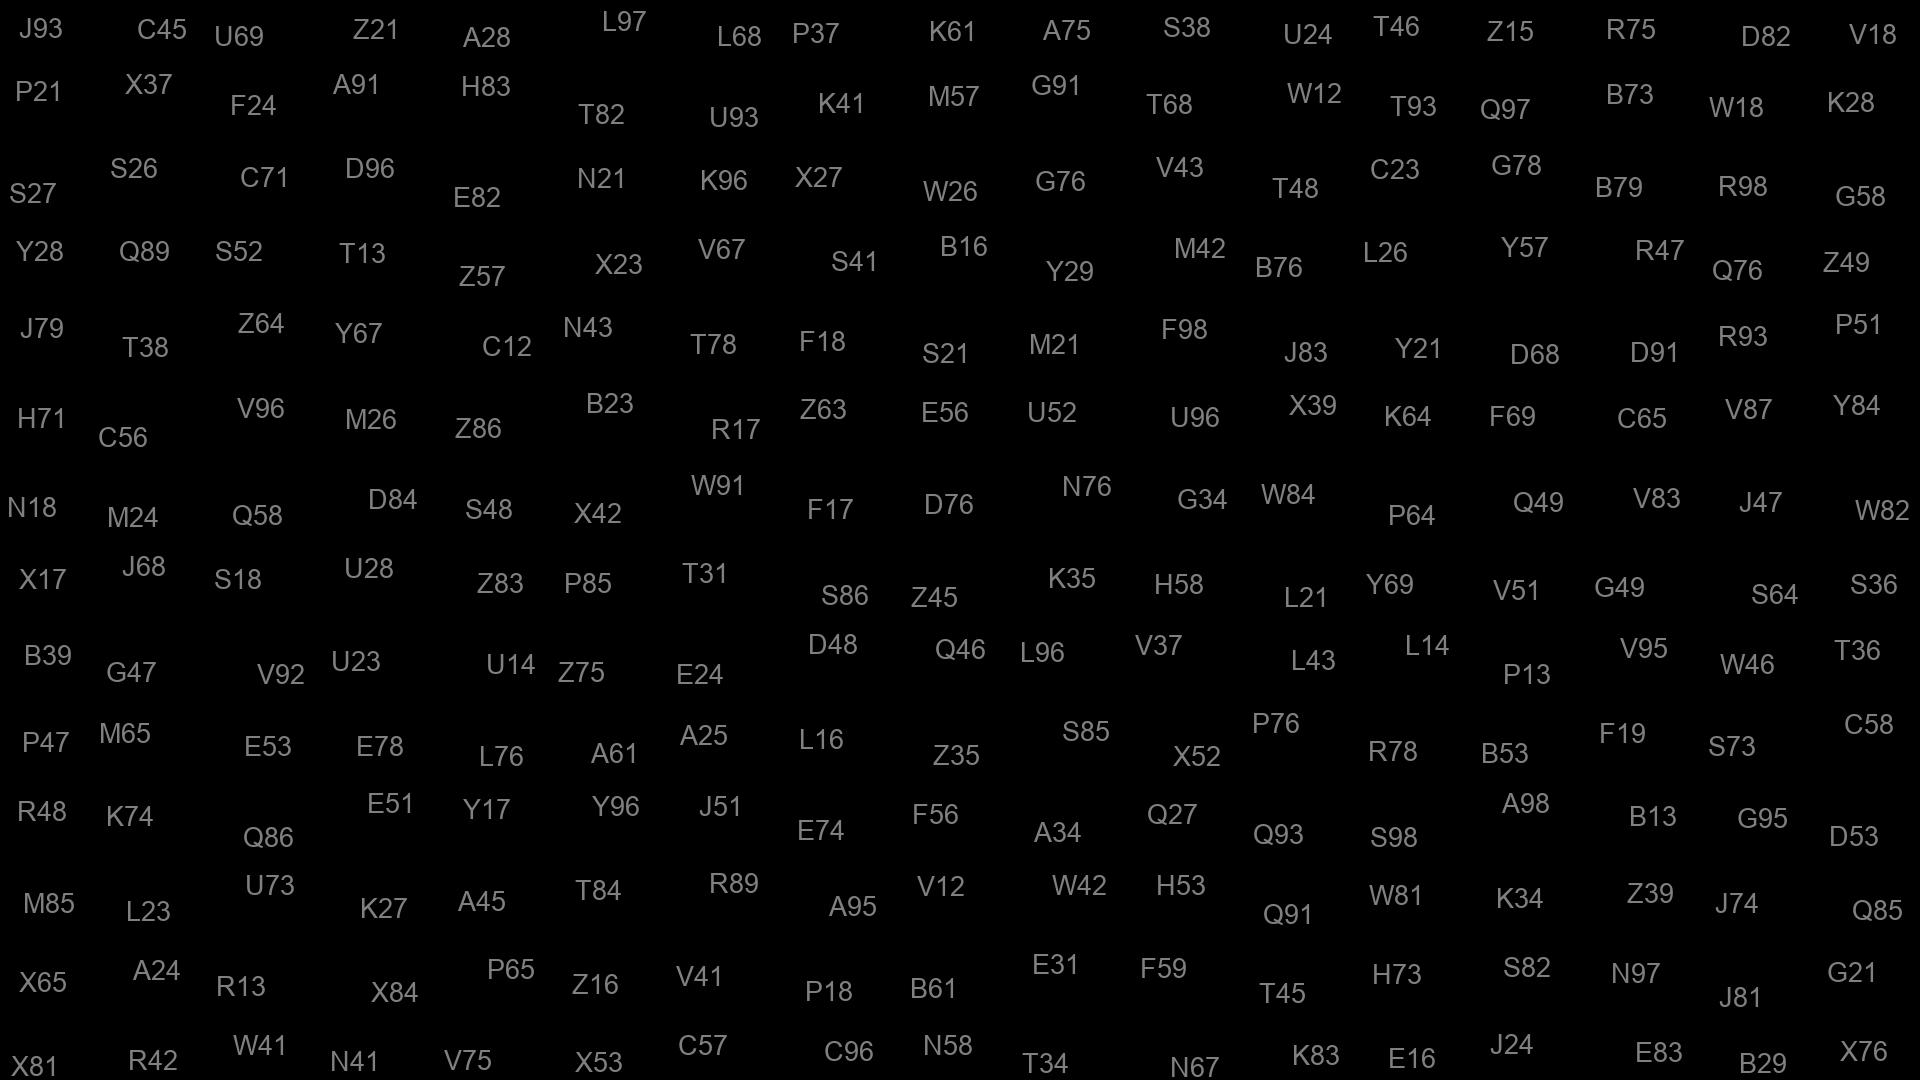 J93 C45 U69 Z21 A28 L97 L68 P37 K61 A75 S38 U24 T46 Z15 R75 D82 V18
P21 X37 F24 A91 H83 T82 U93 K41 M57 G91 T68 W12 T93 Q97 B73 W18 K28
S27 S26 C71 D96 E82 N21 K96 X27 W26 G76 V43 T48 C23 G78 B79 R98 G58
Y28 Q89 S52 T13 Z57 X23 V67 S41 B16 Y29 M42 B76 L26 Y57 R47 Q76 Z49
J79 T38 Z64 Y67 C12 N43 T78 F18 S21 M21 F98 J83 Y21 D68 D91 R93 P51
H71 C56 V96 M26 Z86 B23 R17 Z63 E56 U52 U96 X39 K64 F69 C65 V87 Y84
N18 M24 Q58 D84 S48 X42 W91 F17 D76 N76 G34 W84 P64 Q49 V83 J47 W82
X17 J68 S18 U28 Z83 P85 T31 S86 Z45 K35 H58 L21 Y69 V51 G49 S64 S36
B39 G47 V92 U23 U14 Z75 E24 D48 Q46 L96 V37 L43 L14 P13 V95 W46 T36
P47 M65 E53 E78 L76 A61 A25 L16 Z35 S85 X52 P76 R78 B53 F19 S73 C58
R48 K74 Q86 E51 Y17 Y96 J51 E74 F56 A34 Q27 Q93 S98 A98 B13 G95 D53
M85 L23 U73 K27 A45 T84 R89 A95 V12 W42 H53 Q91 W81 K34 Z39 J74 Q85
X65 A24 R13 X84 P65 Z16 V41 P18 B61 E31 F59 T45 H73 S82 N97 J81 G21
X81 R42 W41 N41 V75 X53 C57 C96 N58 T34 N67 K83 E16 J24 E83 B29 X76